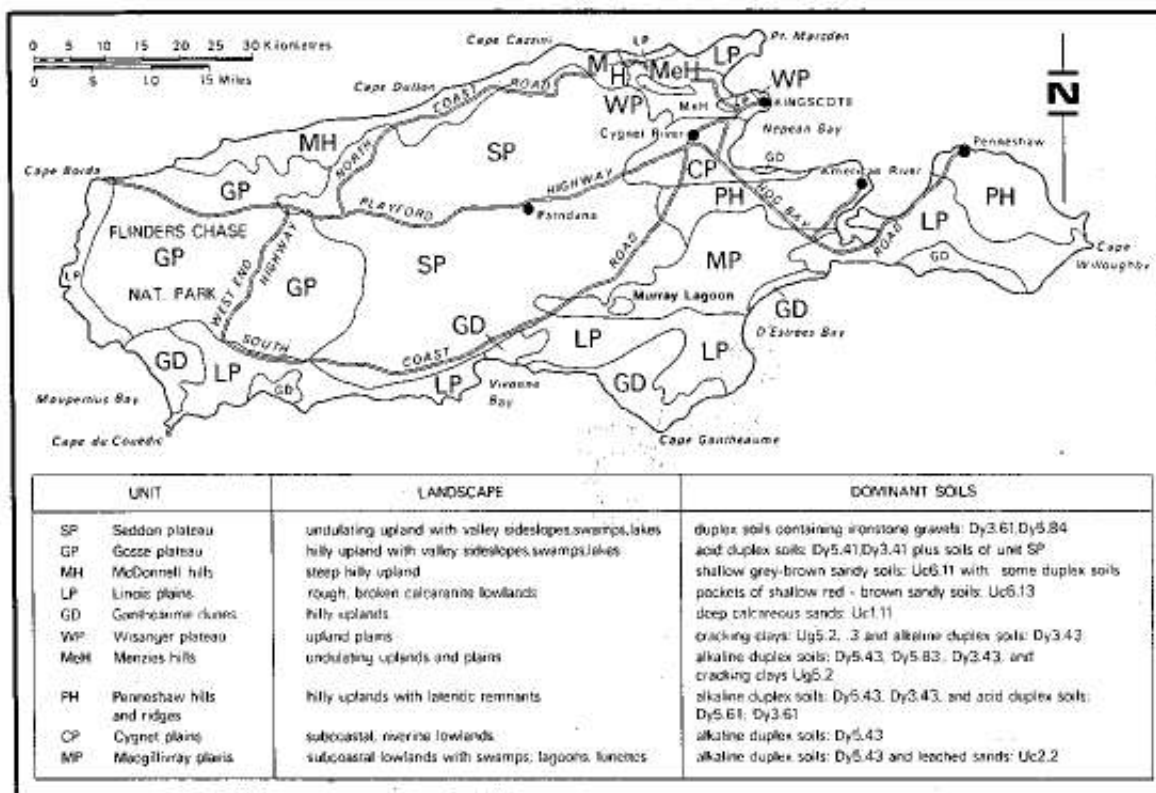 0 5 10 15 20 25 30 Kilometres
0 5 10 15 Miles
Cape Cassini
LP
Pt. Marsden
LP
MH
MeH
WP
N
Cape Dutton
COAST
ROAD
WP
MeH
LP
KINGSCOTE
Cygnet River
Nepean Bay
Penneshaw
MH
NORTH
SP
HIGHWAY
CP
GD
American River
Cape Borda
GP
PLAYFORD
Parndana
PH
HOG BAY
PH
FLINDERS CHASE
LP
GP
HIGHWAY
SP
ROAD
MP
ROAD
Cape
Willoughby
LP
NAT. PARK
WEST END
GP
Murray Lagoon
GD
GD
GD
D'Estrees Bay
SOUTH
COAST
LP
GD
LP
LP
GD
LP
Vivonne
Bay
GD
Maupertius Bay
Cape du Couëdic
Cape Gantheaume
UNIT LANDSCAPE DOMINANT SOILS
SP Seddon plateau undulating upland with valley sideslopes,swamps,lakes duplex soils containing ironstone gravels: Dy3.61,Dy5.84
GP Gosse plateau hilly upland with valley sideslopes,swamps,lakes acid duplex soils: Dy5.41,Dy3.41 plus soils of unit SP
MH McDonnell hills steep hilly upland shallow grey-brown sandy soils: Uc6.11 with some duplex soils
LP Linois plains rough, broken calcarenite lowlands pockets of shallow red - brown sandy soils: Uc6.13
GD Gantheaume dunes hilly uplands deep calcareous sands: Uc1.11
WP Wisanger plateau upland plains cracking clays: Ug5.2, .3 and alkaline duplex soils: Dy3.43
MeH Menzies hills undulating uplands and plains alkaline duplex soils: Dy5.43, Dy5.83, Dy3.43, and
cracking clays Ug5.2
PH Penneshaw hills hilly uplands with lateritic remnants alkaline duplex soils: Dy5.43, Dy3.43, and acid duplex soils:
and ridges Dy5.61, Dy3.61
CP Cygnet plains subcoastal, riverine lowlands alkaline duplex soils: Dy5.43
MP Macgillivray plains subcoastal lowlands with swamps, lagoons, lunettes alkaline duplex soils: Dy5.43 and leached sands: Uc2.2